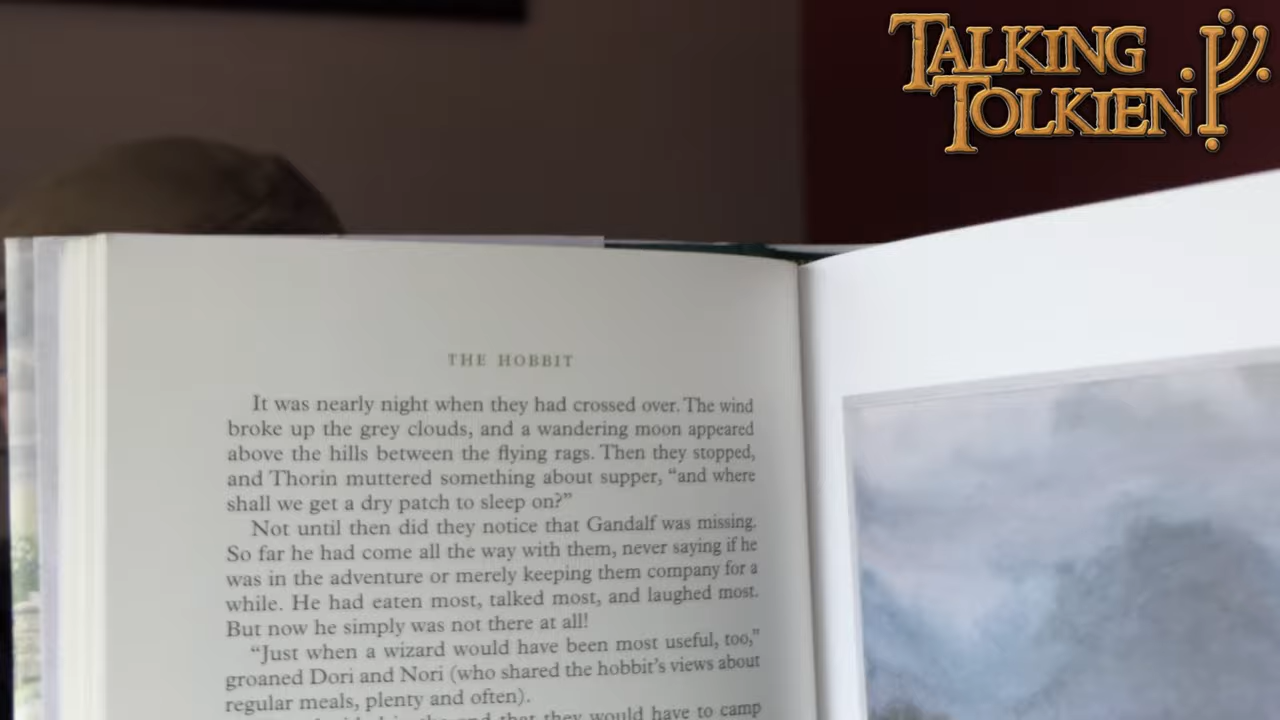 TALKING
TOLKIEN
THE HOBBIT
It was nearly night when they had crossed over. The wind
broke up the grey clouds, and a wandering moon appeared
above the hills between the flying rags. Then they stopped,
and Thorin muttered something about supper, “and where
shall we get a dry patch to sleep on?”
Not until then did they notice that Gandalf was missing.
So far he had come all the way with them, never saying if he
was in the adventure or merely keeping them company for a
while. He had eaten most, talked most, and laughed most.
But now he simply was not there at all!
“Just when a wizard would have been most useful, too,”
groaned Dori and Nori (who shared the hobbit’s views about
regular meals, plenty and often).
that they would have to camp